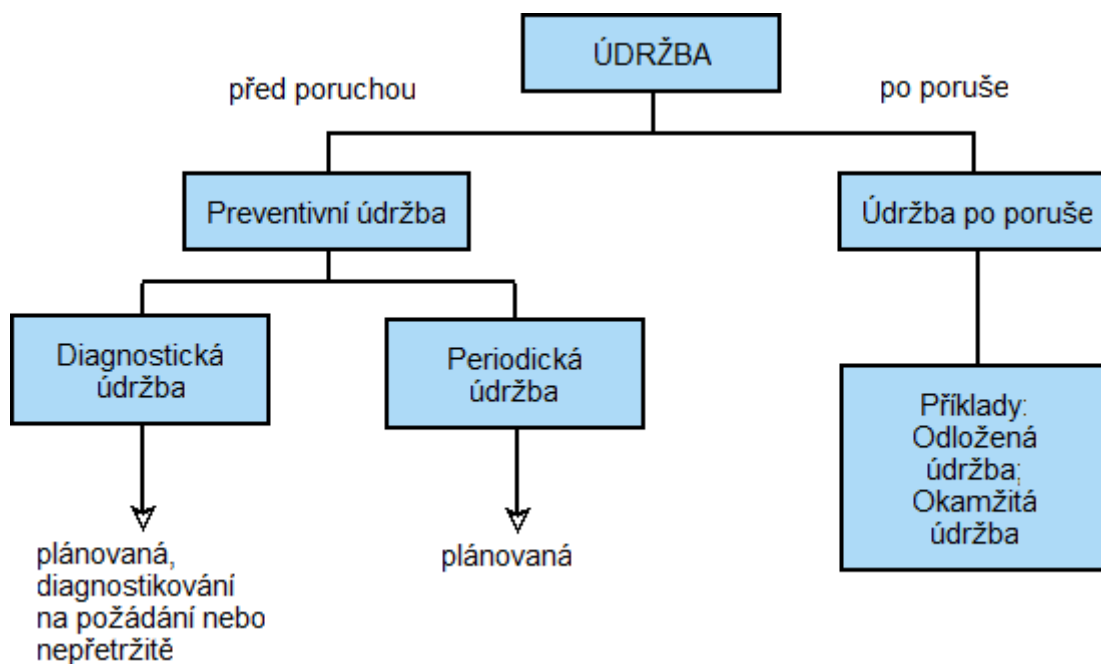 ÚDRŽBA
před poruchou
po poruše
Preventivní údržba
Údržba po poruše
Diagnostická
údržba
Periodická
údržba
Příklady:
Odložená
údržba;
Okamžitá
údržba
plánovaná,
diagnostikování
na požádání nebo
nepřetržitě
plánovaná